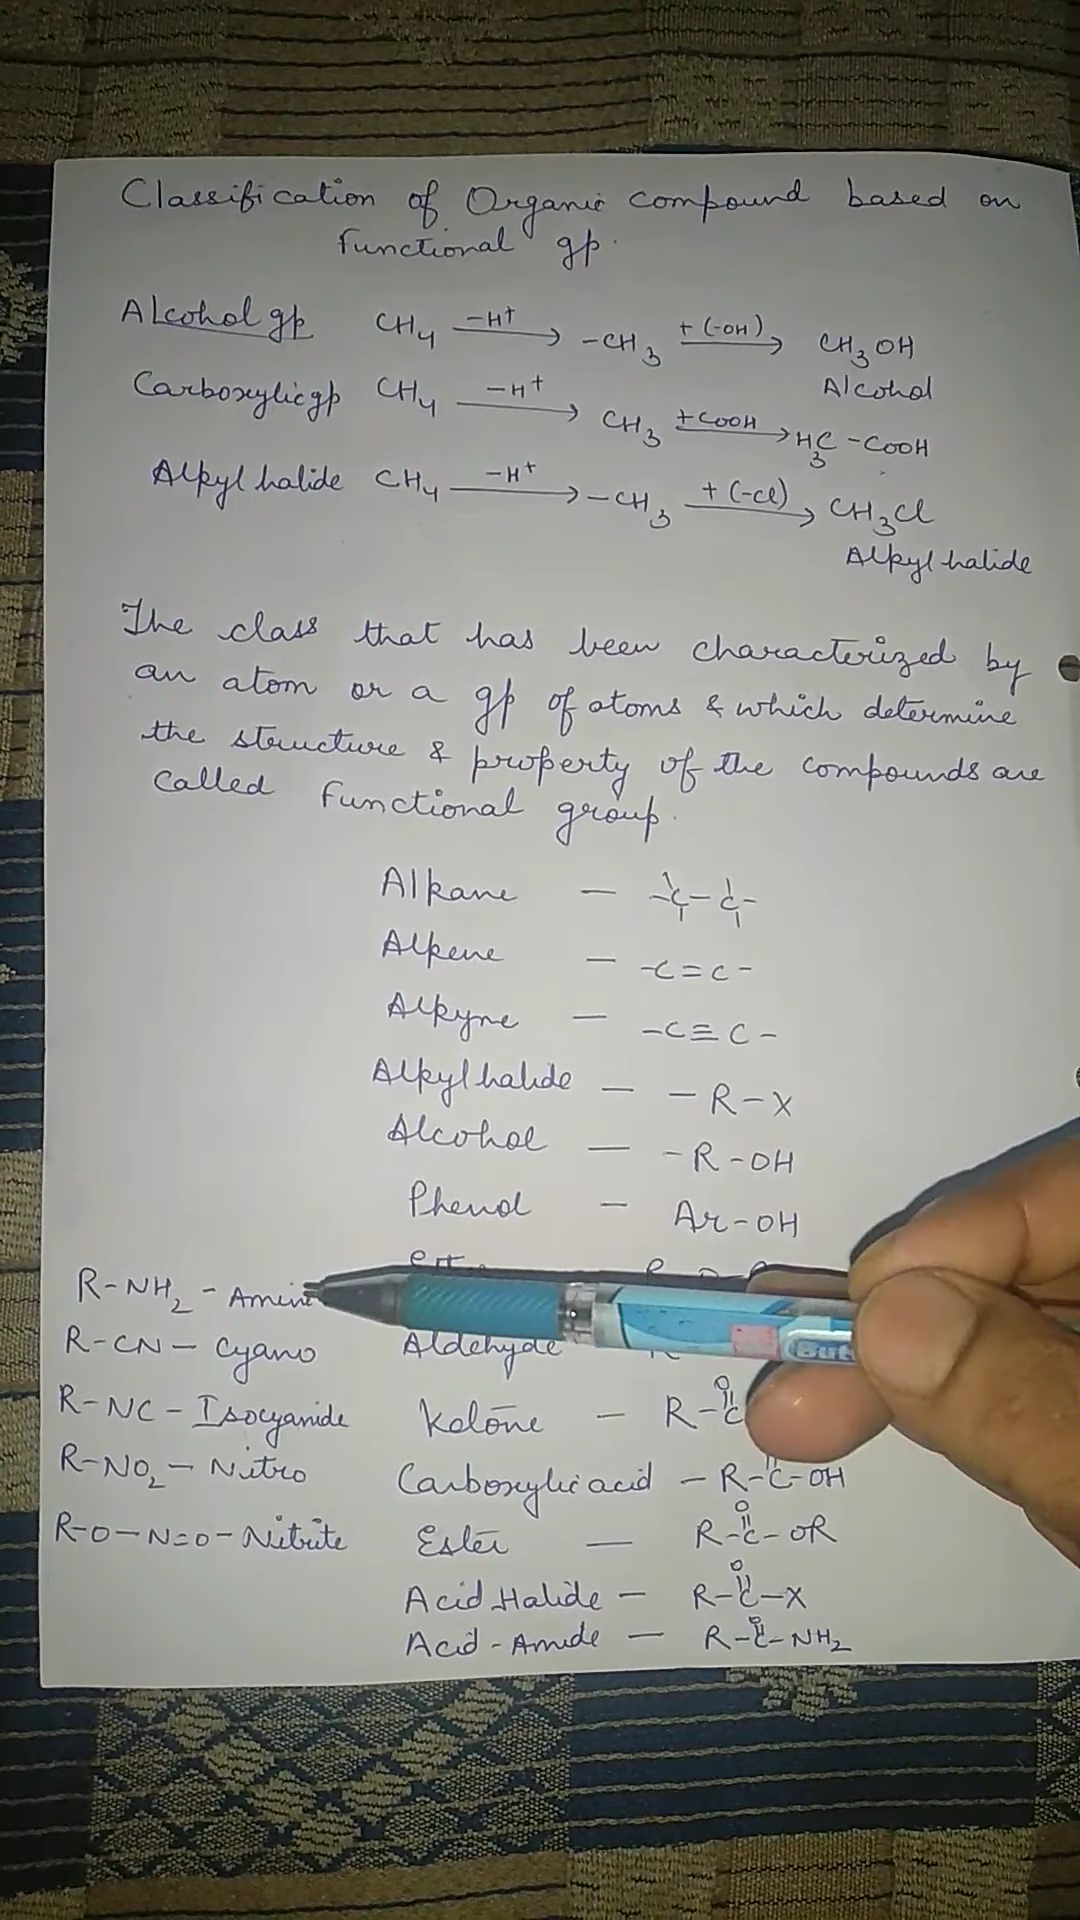 Classification of Organic compound based on
functional gp.
Alcohol gp CH4 -H+ → -CH3 +(-OH) → CH3OH
Alcohol
Carboxylic gp CH4 -H+ → CH3 +COOH → H3C-COOH
Alkyl halide CH4 -H+ → -CH3 +(-Cl) → CH3Cl
Alkyl halide
The class that has been characterized by
an atom or a gp of atoms & which determine
the structure & property of the compounds are
called functional group.
Alkane — -C-C-
Alkene — -C=C-
Alkyne — -C≡C-
Alkyl halide — -R-X
Alcohol — -R-OH
Phenol — Ar-OH
R-NH2 - Amin
R-CN - Cyano
R-NC - Isocyanide
R-NO2 - Nitro
R-O-N=O - Nitrite
Aldehyde
Ketone — R-C
O
Carboxylic acid — R-C-OH
Ester — R-C-OR
O
Acid Halide — R-C-X
O
Acid-Amide — R-C-NH2
O
But